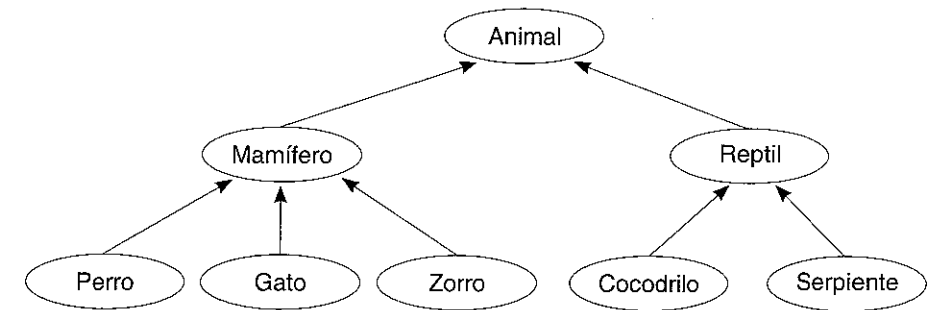 Animal
Mamífero
Reptil
Perro
Gato
Zorro
Cocodrilo
Serpiente